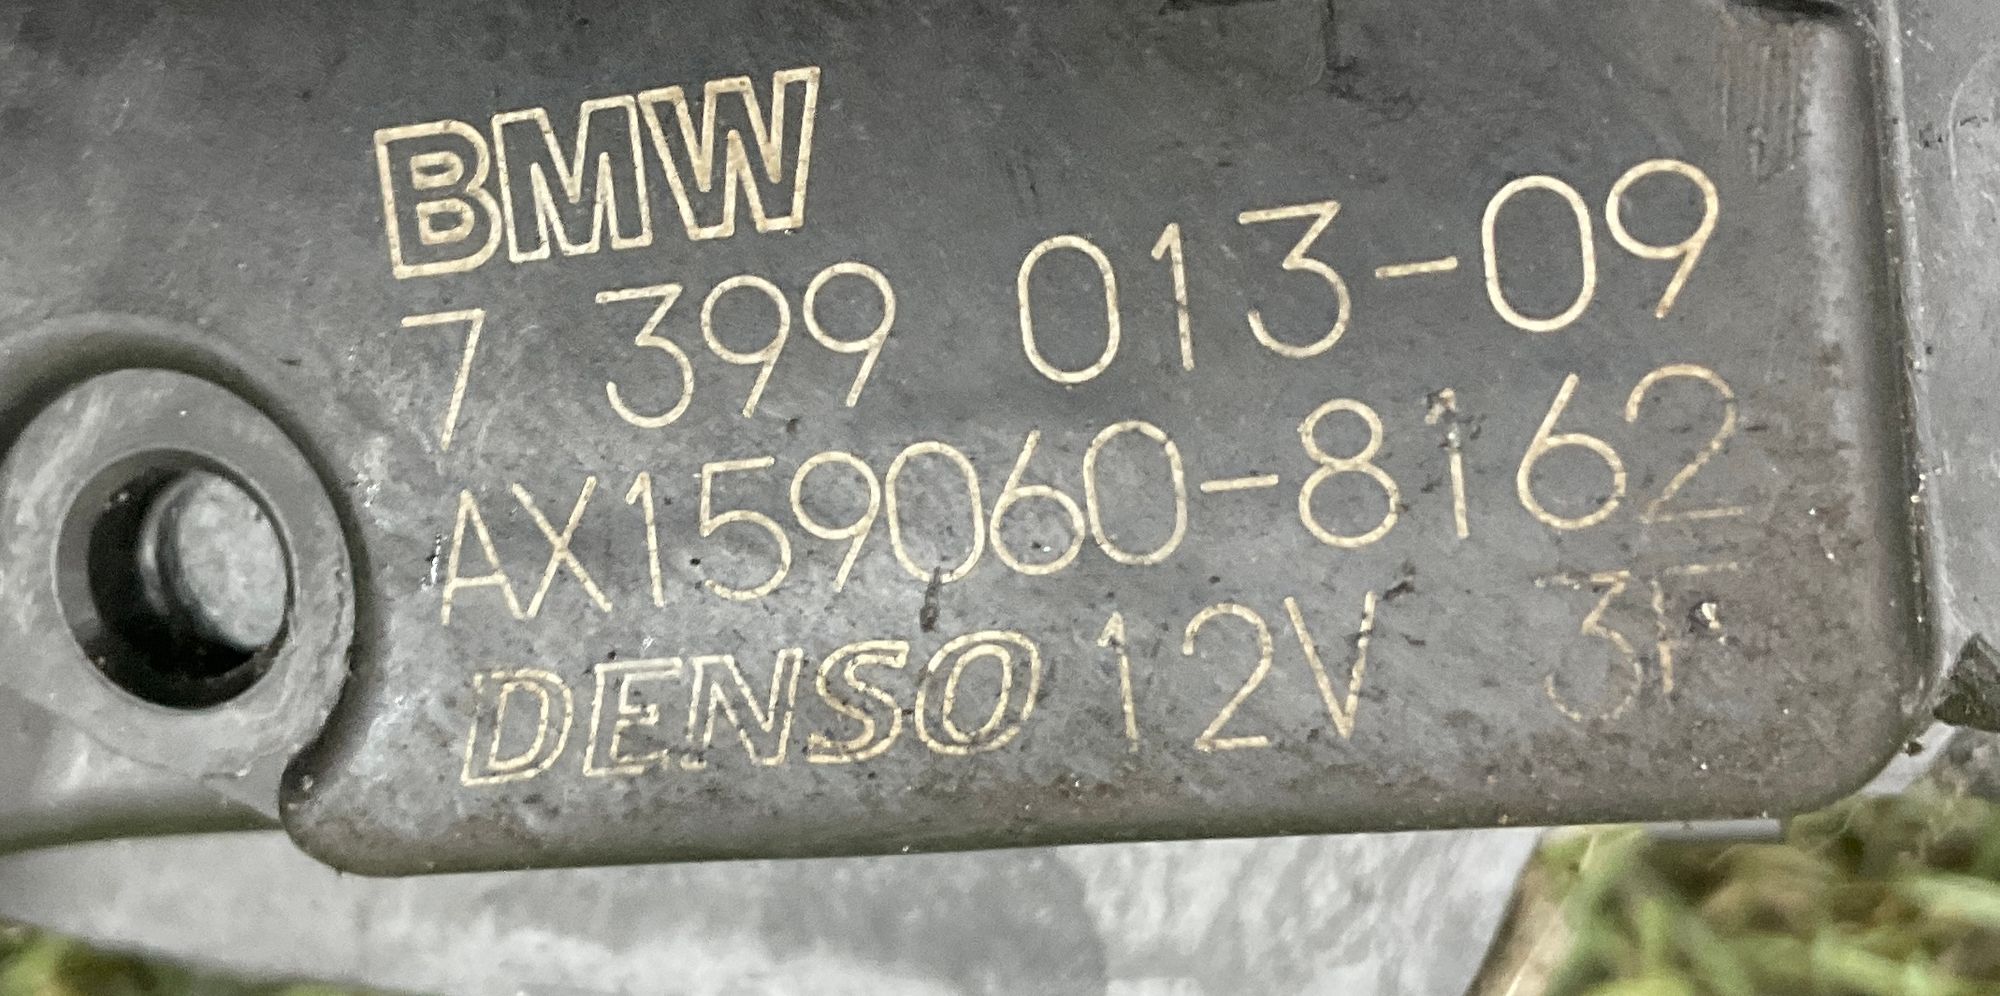 BMW
7 399 013-09
AX159060-8162
DENSO 12V 3F